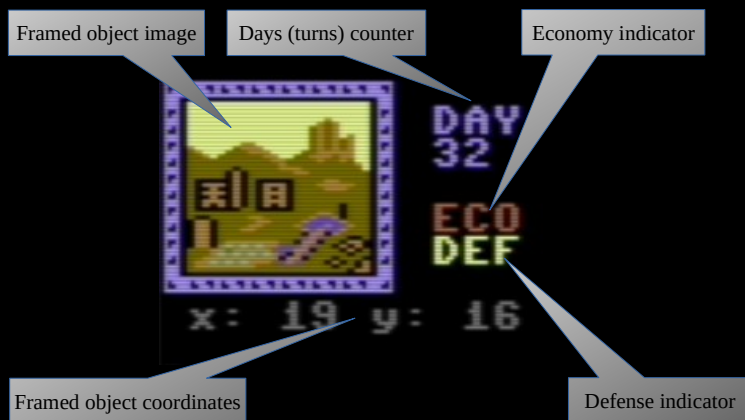 Framed object image
Days (turns) counter
Economy indicator
DAY
32
ECO
DEF
x: 19 y: 16
Framed object coordinates
Defense indicator